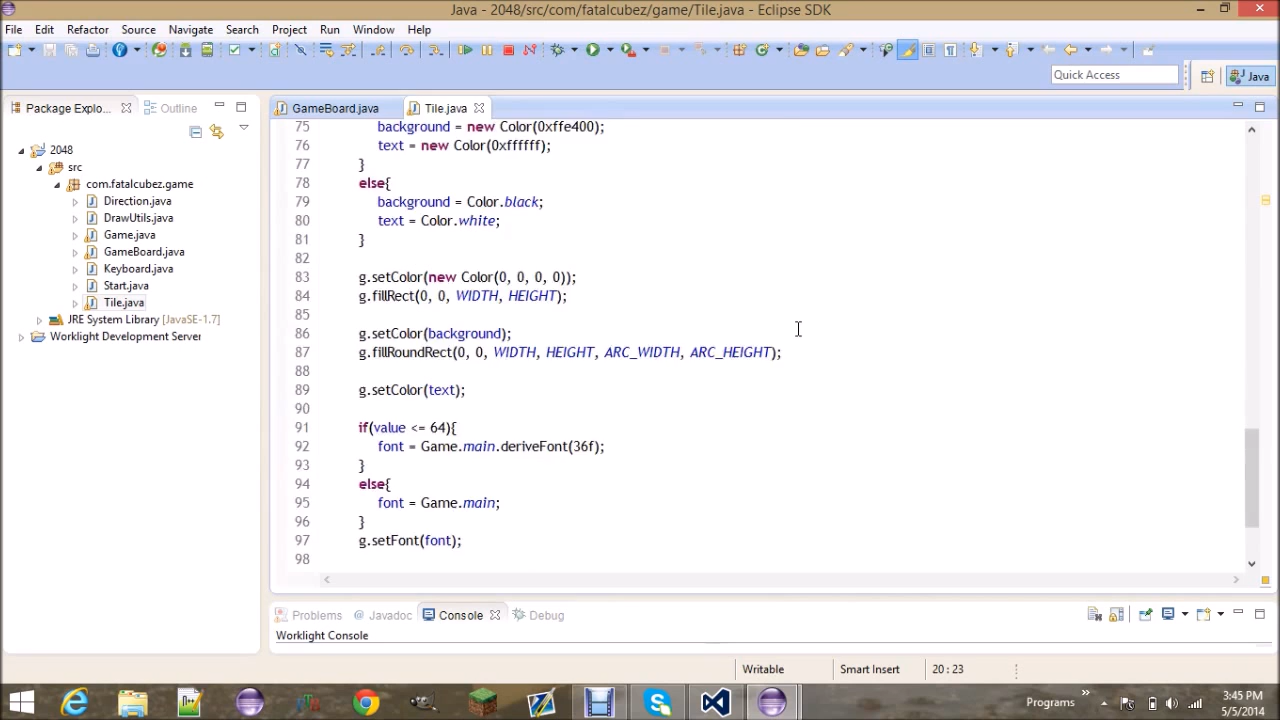 Java - 2048/src/com/fatalcubez/game/Tile.java - Eclipse SDK
File Edit Refactor Source Navigate Search Project Run Window Help
Quick Access
Java
Package Explo...
Outline
GameBoard.java
Tile.java
2048
src
com.fatalcubez.game
Direction.java
DrawUtils.java
Game.java
GameBoard.java
Keyboard.java
Start.java
Tile.java
JRE System Library [JavaSE-1.7]
Worklight Development Server
75 background = new Color(0xffe400);
76 text = new Color(0xffffff);
77 }
78 else{
79 background = Color.black;
80 text = Color.white;
81 }
82
83 g.setColor(new Color(0, 0, 0, 0));
84 g.fillRect(0, 0, WIDTH, HEIGHT);
85
86 g.setColor(background);
87 g.fillRoundRect(0, 0, WIDTH, HEIGHT, ARC_WIDTH, ARC_HEIGHT);
88
89 g.setColor(text);
90
91 if(value <= 64){
92 font = Game.main.deriveFont(36f);
93 }
94 else{
95 font = Game.main;
96 }
97 g.setFont(font);
98
Problems @ Javadoc Console Debug
Worklight Console
Writable Smart Insert 20 : 23
Programs
3:45 PM
5/5/2014